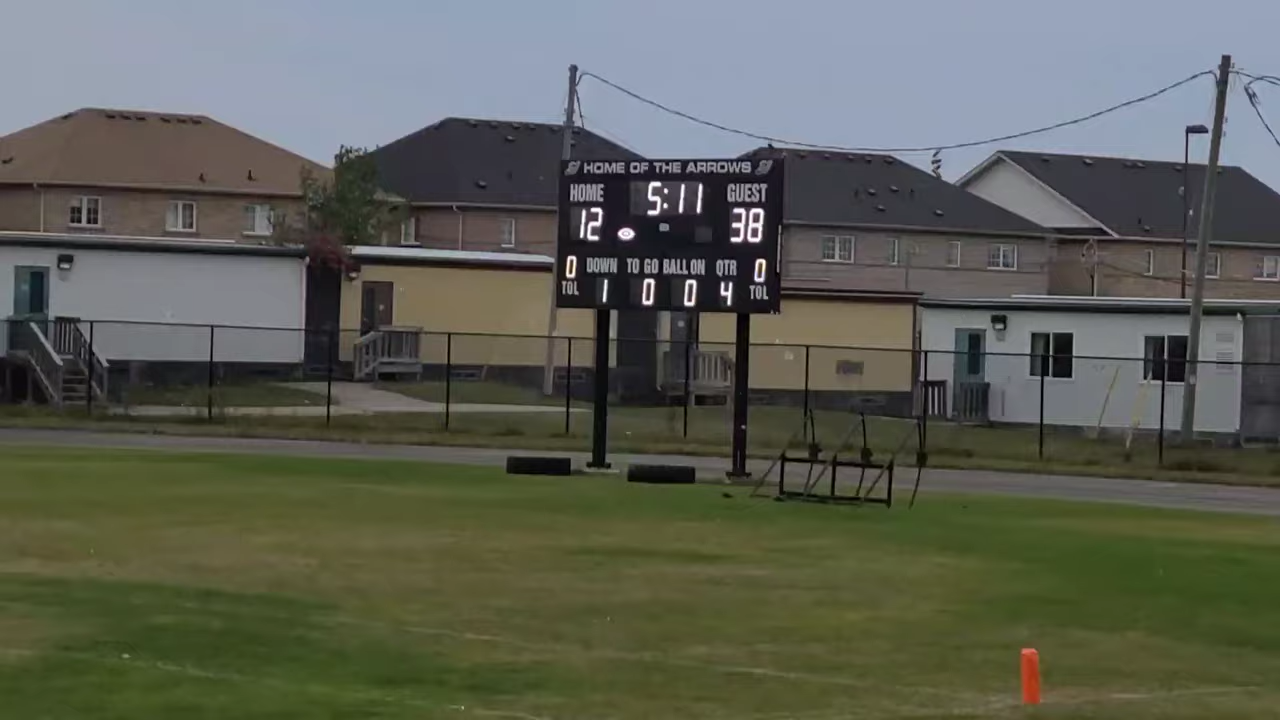 HOME OF THE ARROWS
HOME 5:11 GUEST
12 38
0 DOWN TO GO BALL ON QTR 0
TOL 1 0 0 4 TOL